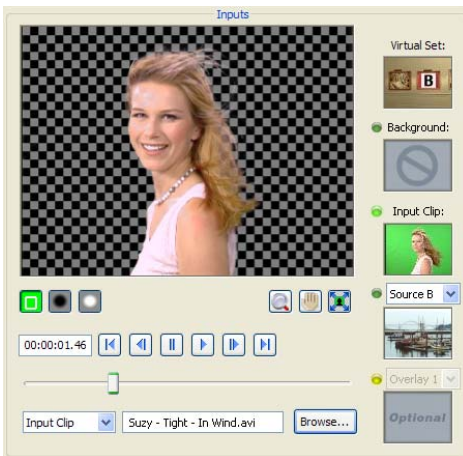 Inputs
Virtual Set:
B
Background:
Input Clip:
Source B
00:00:01.46
Overlay 1
Input Clip
Suzy - Tight - In Wind.avi
Browse...
Optional